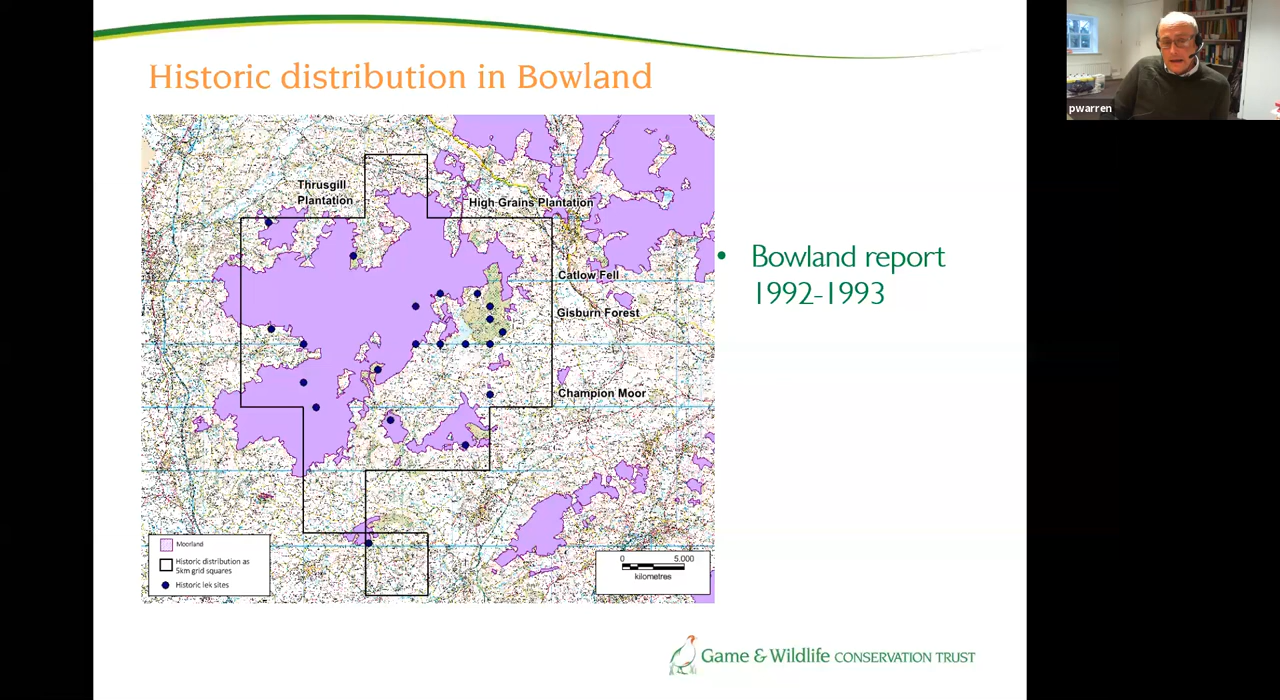 Historic distribution in Bowland
pwarren
Thrusgill
Plantation
High Grains Plantation
Catlow Fell
Gisburn Forest
Champion Moor
• Bowland report
1992-1993
Moorland
Historic distribution as
5km grid squares
Historic lek sites
0 5.000
kilometres
Game & Wildlife CONSERVATION TRUST